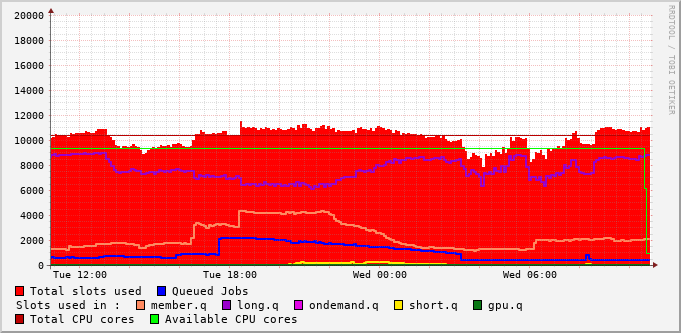 20000
18000
16000
14000
12000
10000
8000
6000
4000
2000
0
Tue 12:00 Tue 18:00 Wed 00:00 Wed 06:00
RRDTOOL / TOBI OETIKER
Total slots used Queued Jobs
Slots used in : member.q long.q ondemand.q short.q gpu.q
Total CPU cores Available CPU cores